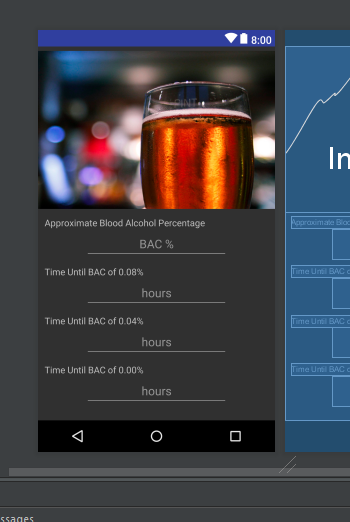 8:00
Approximate Blood Alcohol Percentage
BAC %
Time Until BAC of 0.08%
hours
Time Until BAC of 0.04%
hours
Time Until BAC of 0.00%
hours
In
Approximate Bloo
Time Until BAC o
Time Until BAC o
Time Until BAC o
ssages